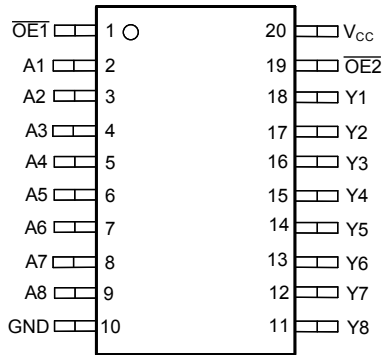 OE1 1 20 VCC
A1 2 19 OE2
A2 3 18 Y1
A3 4 17 Y2
A4 5 16 Y3
A5 6 15 Y4
A6 7 14 Y5
A7 8 13 Y6
A8 9 12 Y7
GND 10 11 Y8